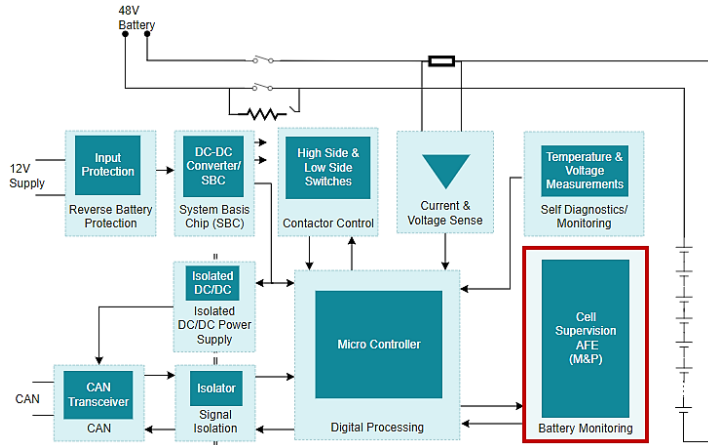 48V
Battery
12V
Supply
Input
Protection
Reverse Battery
Protection
DC-DC
Converter/
SBC
System Basis
Chip (SBC)
High Side &
Low Side
Switches
Contactor Control
Current &
Voltage Sense
Temperature &
Voltage
Measurements
Self Diagnostics/
Monitoring
Isolated
DC/DC
Isolated
DC/DC Power
Supply
Micro Controller
Digital Processing
Cell
Supervision
AFE
(M&P)
Battery Monitoring
CAN
CAN
Transceiver
CAN
Isolator
Signal
Isolation